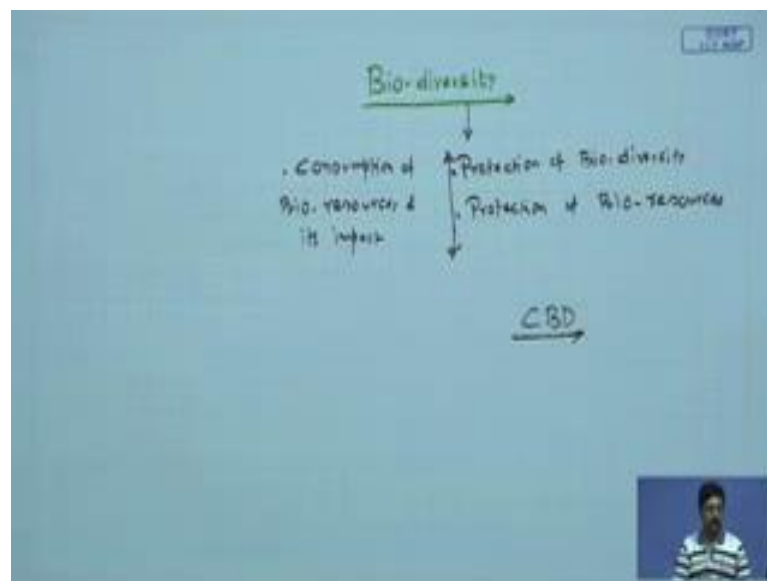 Bio-diversity
. Consumption of
Bio-resources &
its impact
. Protection of Bio-diversity
. Protection of Bio-resources
CBD